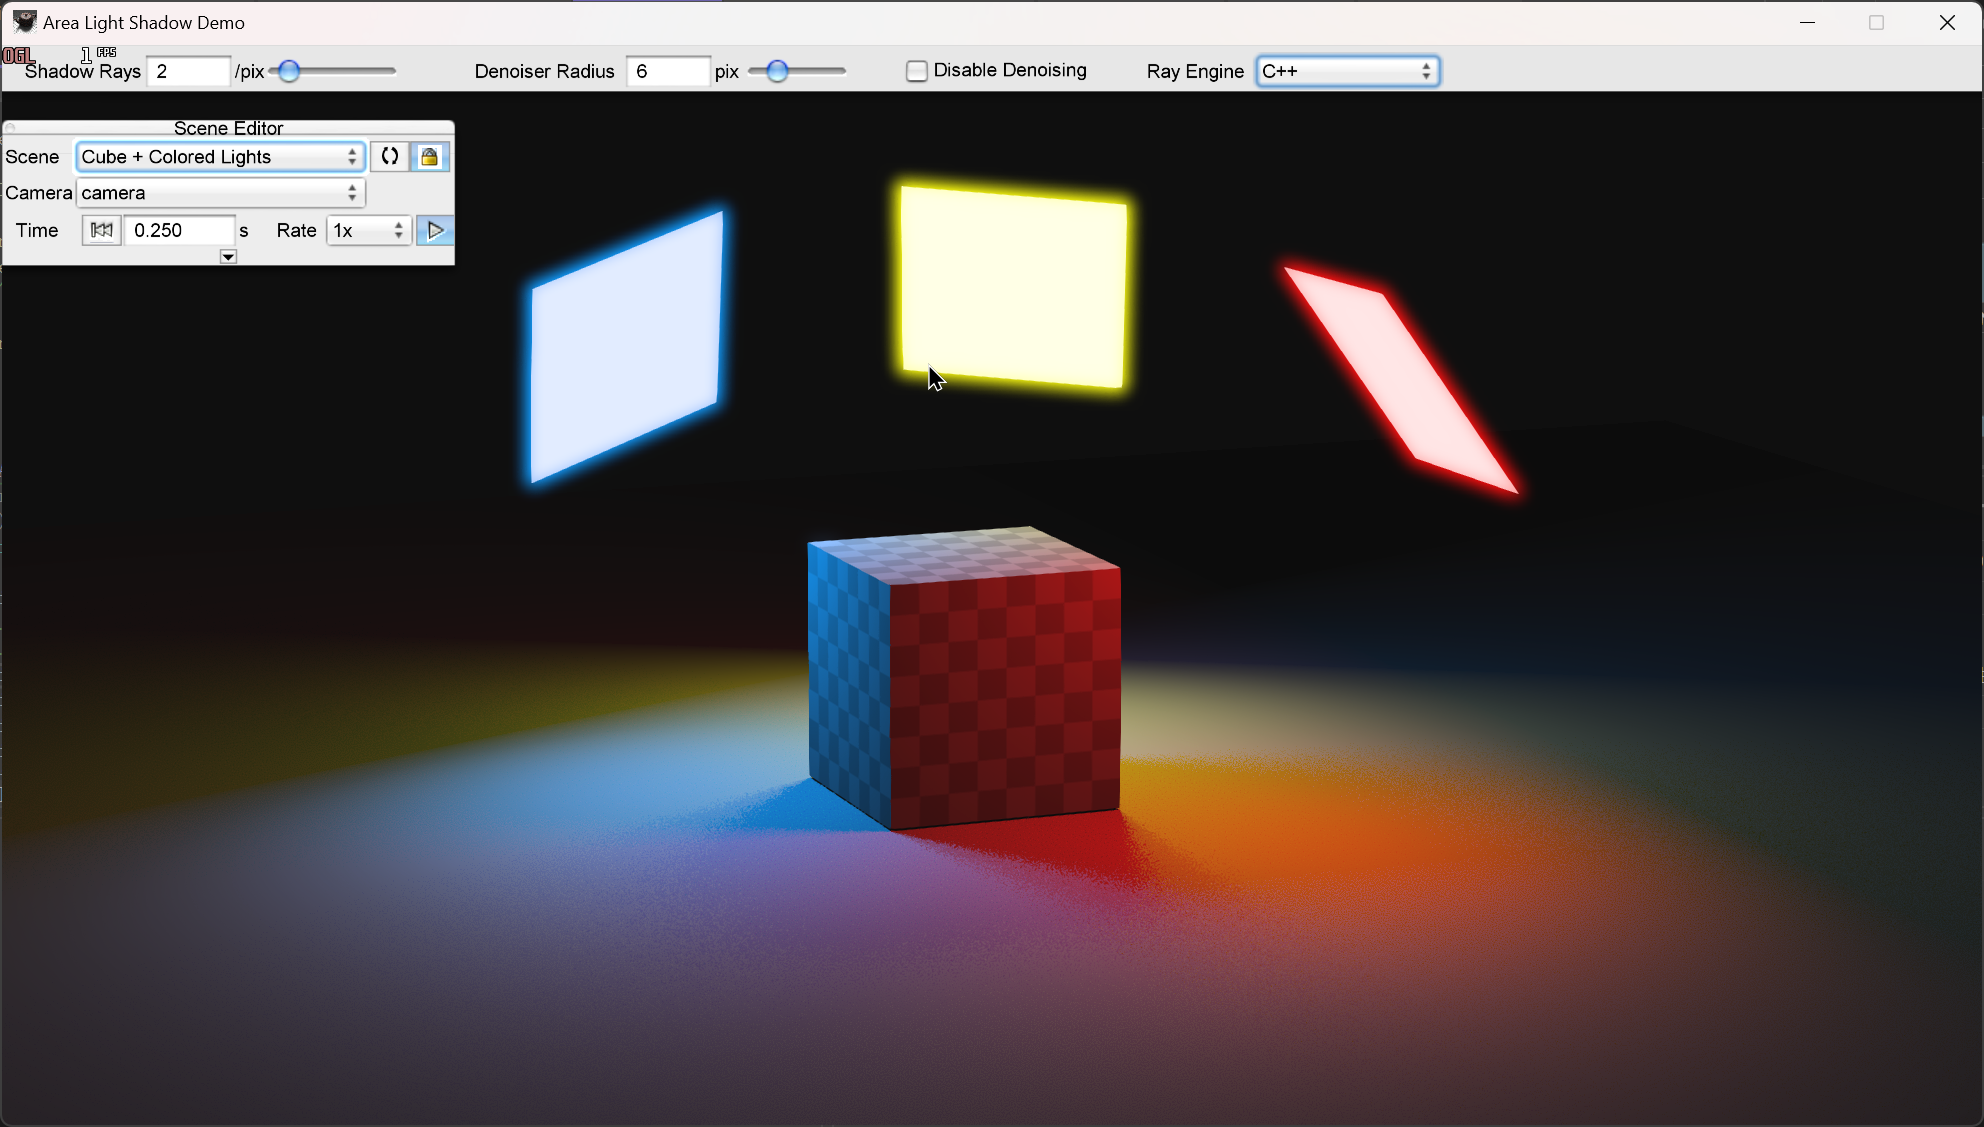 Area Light Shadow Demo
OGL 1 FPS
Shadow Rays 2 /pix Denoiser Radius 6 pix Disable Denoising Ray Engine C++
Scene Editor
Scene Cube + Colored Lights
Camera camera
Time 0.250 s Rate 1x